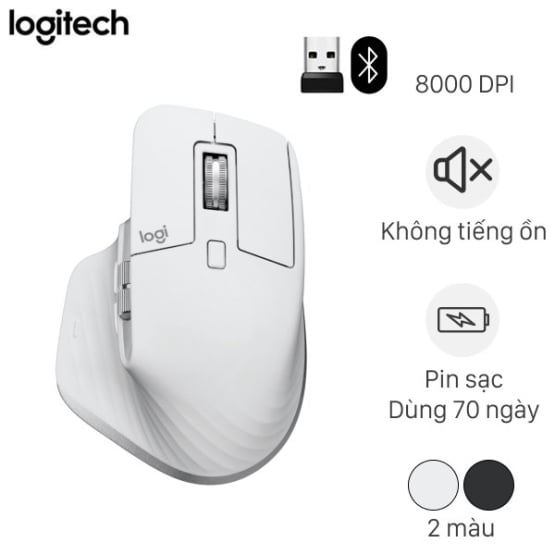 logitech
8000 DPI
logi
Không tiếng ồn
Pin sạc
Dùng 70 ngày
2 màu